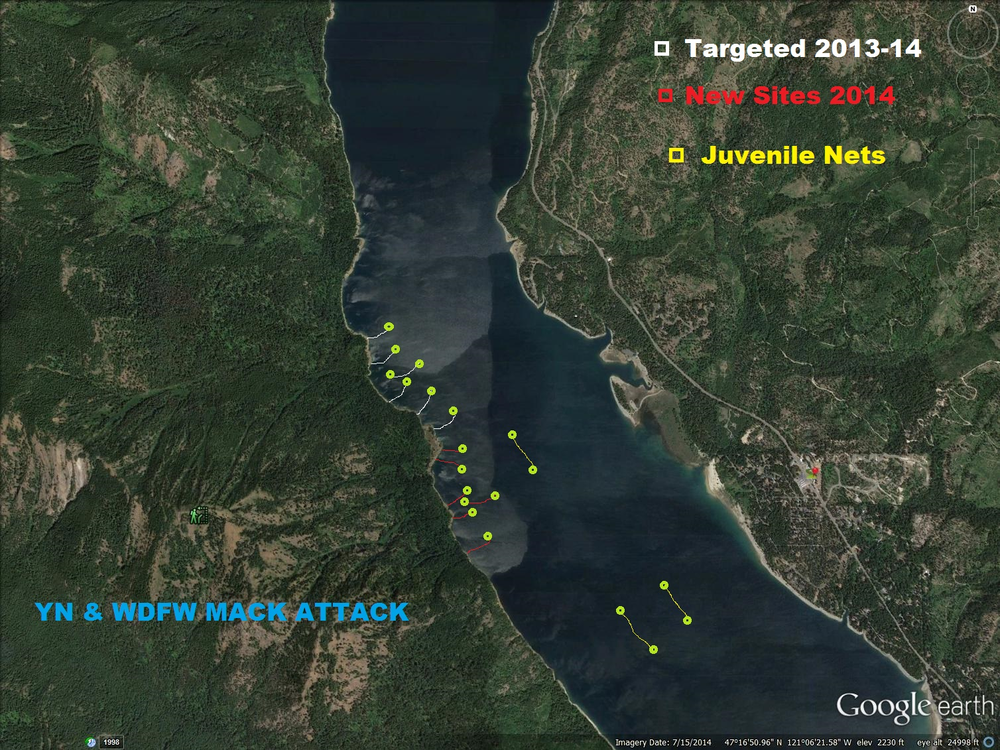 N
Targeted 2013-14
New Sites 2014
Juvenile Nets
YN & WDFW MACK ATTACK
Google earth
1998
Imagery Date: 7/15/2014 47°16'50.96" N 121°06'21.58" W elev 2230 ft eye alt 24998 ft